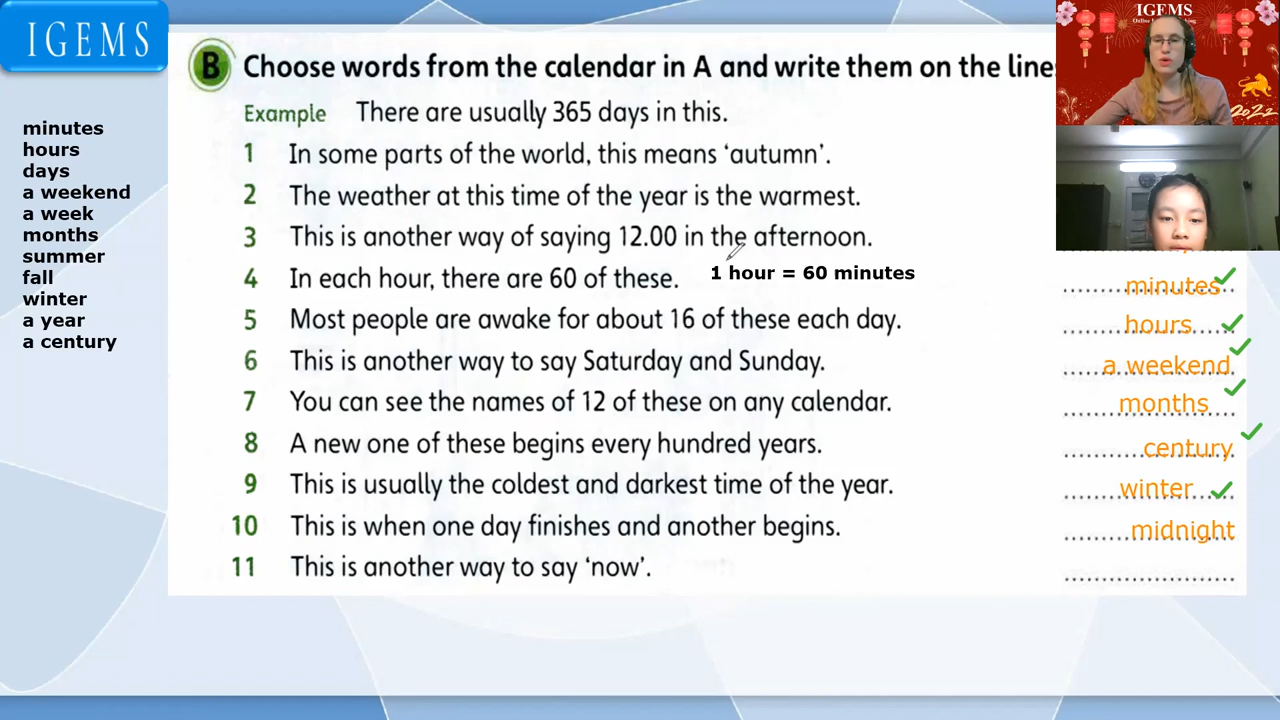 IGEMS
IGEMS
2022
minutes
hours
days
a weekend
a week
months
summer
fall
winter
a year
a century
B Choose words from the calendar in A and write them on the line
Example There are usually 365 days in this.
1 In some parts of the world, this means ‘autumn’.
2 The weather at this time of the year is the warmest.
3 This is another way of saying 12.00 in the afternoon.
4 In each hour, there are 60 of these. 1 hour = 60 minutes minutes
5 Most people are awake for about 16 of these each day. hours
6 This is another way to say Saturday and Sunday. a weekend
7 You can see the names of 12 of these on any calendar. months
8 A new one of these begins every hundred years. century
9 This is usually the coldest and darkest time of the year. winter
10 This is when one day finishes and another begins. midnight
11 This is another way to say ‘now’.